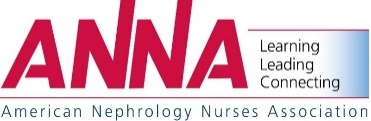 ANNA
Learning
Leading
Connecting
American Nephrology Nurses Association